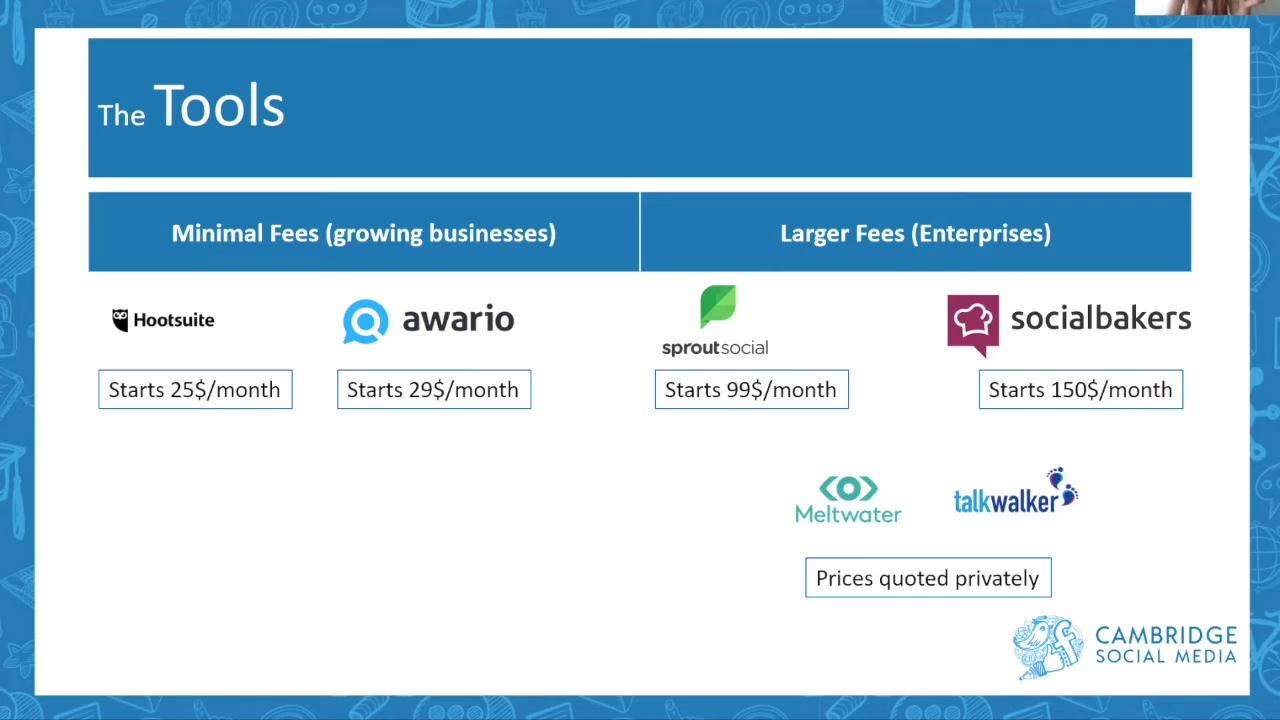 The Tools
Minimal Fees (growing businesses)
Larger Fees (Enterprises)
Hootsuite
awario
sproutsocial
socialbakers
Starts 25$/month
Starts 29$/month
Starts 99$/month
Starts 150$/month
Meltwater
talkwalker
Prices quoted privately
CAMBRIDGE
SOCIAL MEDIA